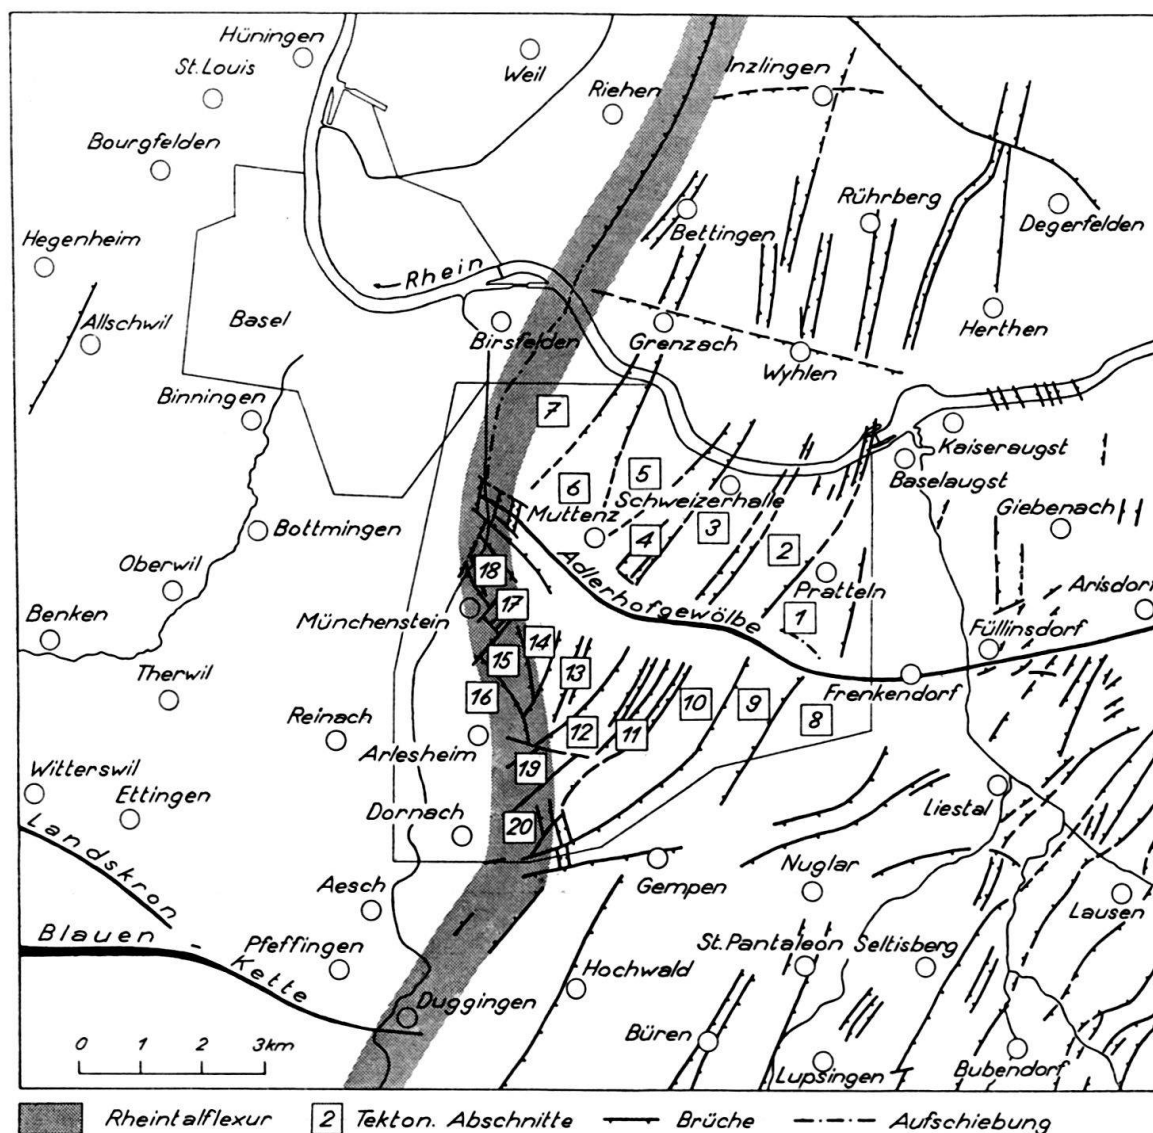 Hüningen
St. Louis
Weil
Inzlingen
Riehen
Bourgfelden
Rührberg
Degerfelden
Bettingen
Hegenheim
Rhein
Allschwil
Basel
Birsfelden
Grenzach
Herthen
Wyhlen
Binningen
7
Kaiseraugst
Baselaugst
5
6
Schweizerhalle
Giebenach
Muttenz
3
4
2
Bottmingen
Oberwil
18
Adlerhofgewölbe
Pratteln
Arisdorf
Benken
17
1
Münchenstein
14
Füllinsdorf
15
13
Therwil
Frenkendorf
16
10
9
8
Reinach
12
11
Arlesheim
19
Witterswil
Ettingen
Liestal
Dornach
20
Landskron
Nuglar
Gempen
Aesch
Lausen
Blauen - Kette
Pfeffingen
St. Pantaleon
Seltisberg
Hochwald
Duggingen
Büren
0 1 2 3 km
Lupsingen
Bubendorf
Rheintalflexur
2 Tekton. Abschnitte
Brüche
Aufschiebung